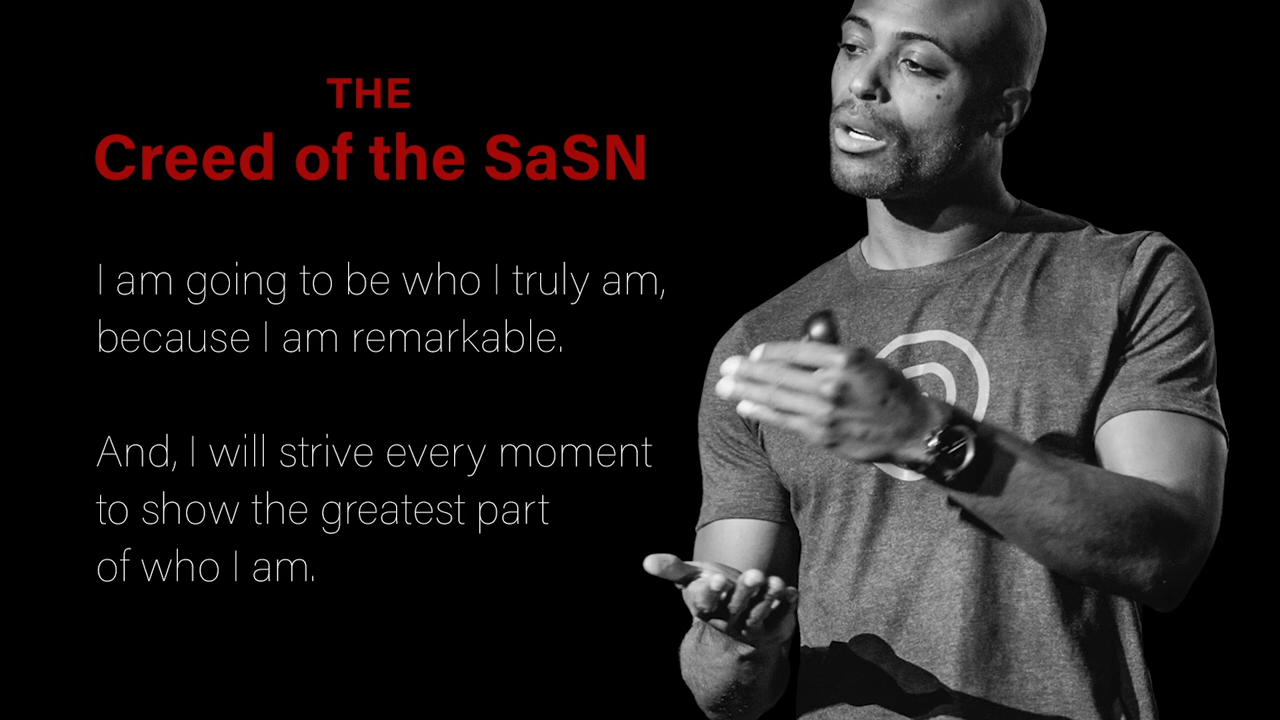 THE
Creed of the SaSN
I am going to be who I truly am,
because I am remarkable.
And, I will strive every moment
to show the greatest part
of who I am.